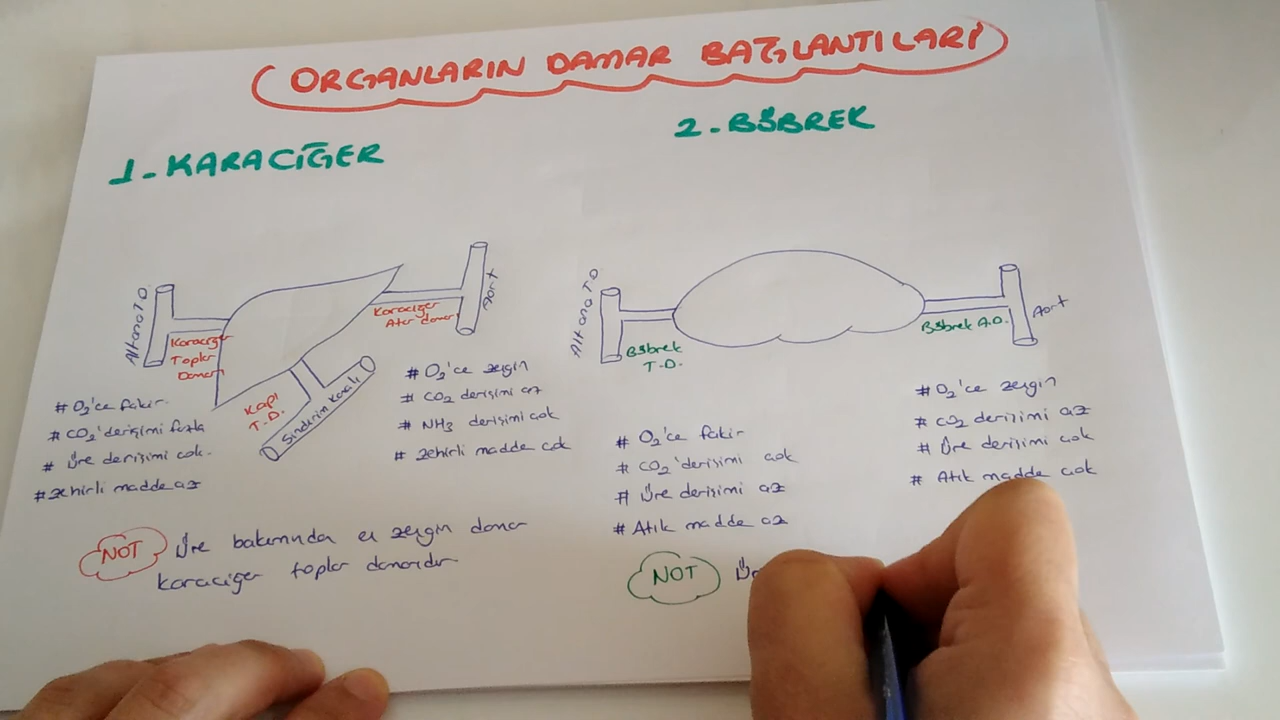 ORGANLARIN DAMAR BAĞLANTILARI
1-KARACİĞER
2-BÖBREK
Altana T.D
Karaciğer
Toplar
Damarı
Karaciğer
Atar damarı
Aort
Kapı
T.D.
Sindirim Kanalı
# O2'ce fakir
# CO2'derişimi fazla
# Üre derişimi çok.
# zehirli madde az
# O2'ce zengin
# CO2 derişimi az
# NH3 derişimi çok
# zehirli madde çok
NOT
Üre bakımında en zengin damar
karaciğer toplar damarıdır
Alt ana T.D
Böbrek
T.D.
Böbrek A.D.
Aort
# O2'ce fakir
# CO2'derişimi çok
# Üre derişimi az
# Atık madde az
# O2'ce zengin
# CO2 derişimi az
# Üre derişimi çok
# Atık madde çok
NOT
Ür